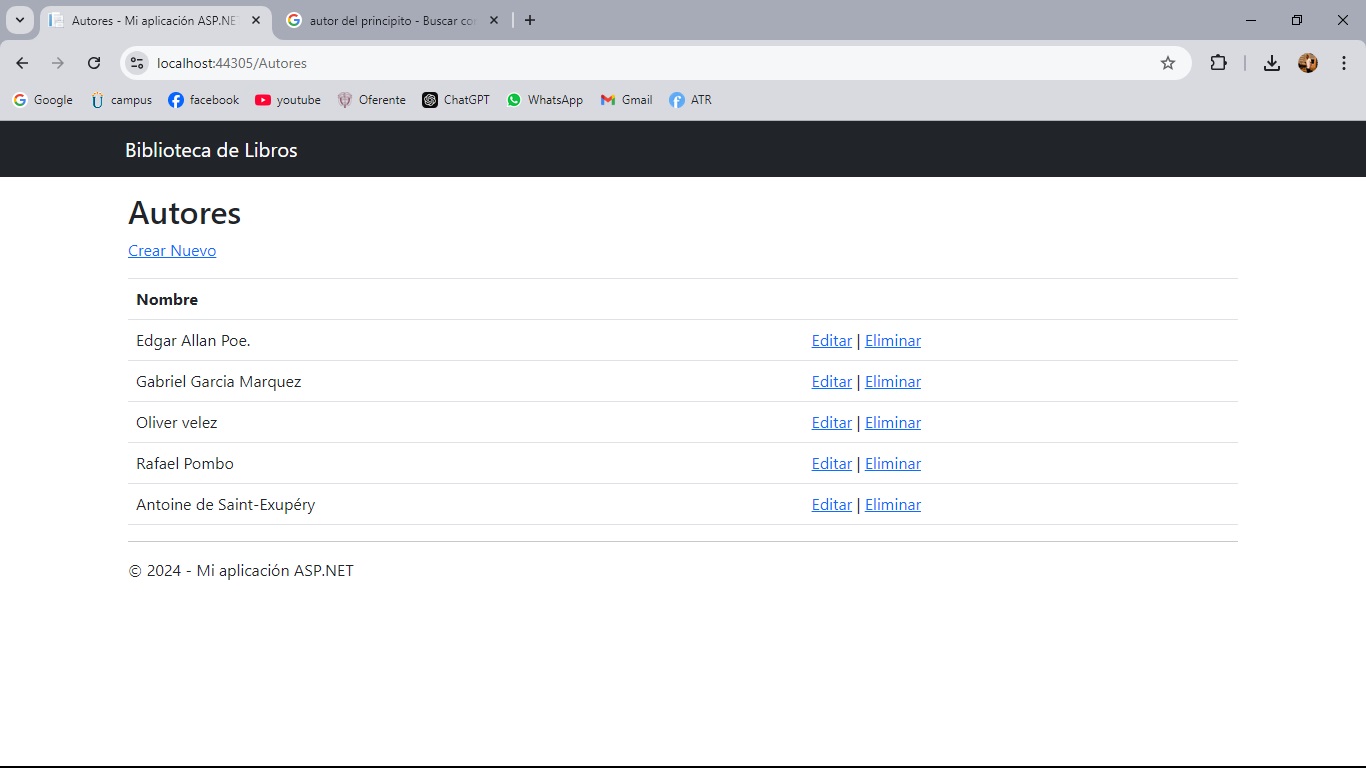 Autores - Mi aplicación ASP.NE
autor del principito - Buscar co
localhost:44305/Autores
Google campus facebook youtube Oferente ChatGPT WhatsApp Gmail ATR
Biblioteca de Libros
Autores
Crear Nuevo
Nombre
Edgar Allan Poe. Editar | Eliminar
Gabriel Garcia Marquez Editar | Eliminar
Oliver velez Editar | Eliminar
Rafael Pombo Editar | Eliminar
Antoine de Saint-Exupéry Editar | Eliminar
© 2024 - Mi aplicación ASP.NET